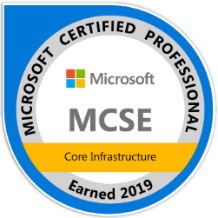 MICROSOFT CERTIFIED PROFESSIONAL
Microsoft
MCSE
Core Infrastructure
Earned 2019